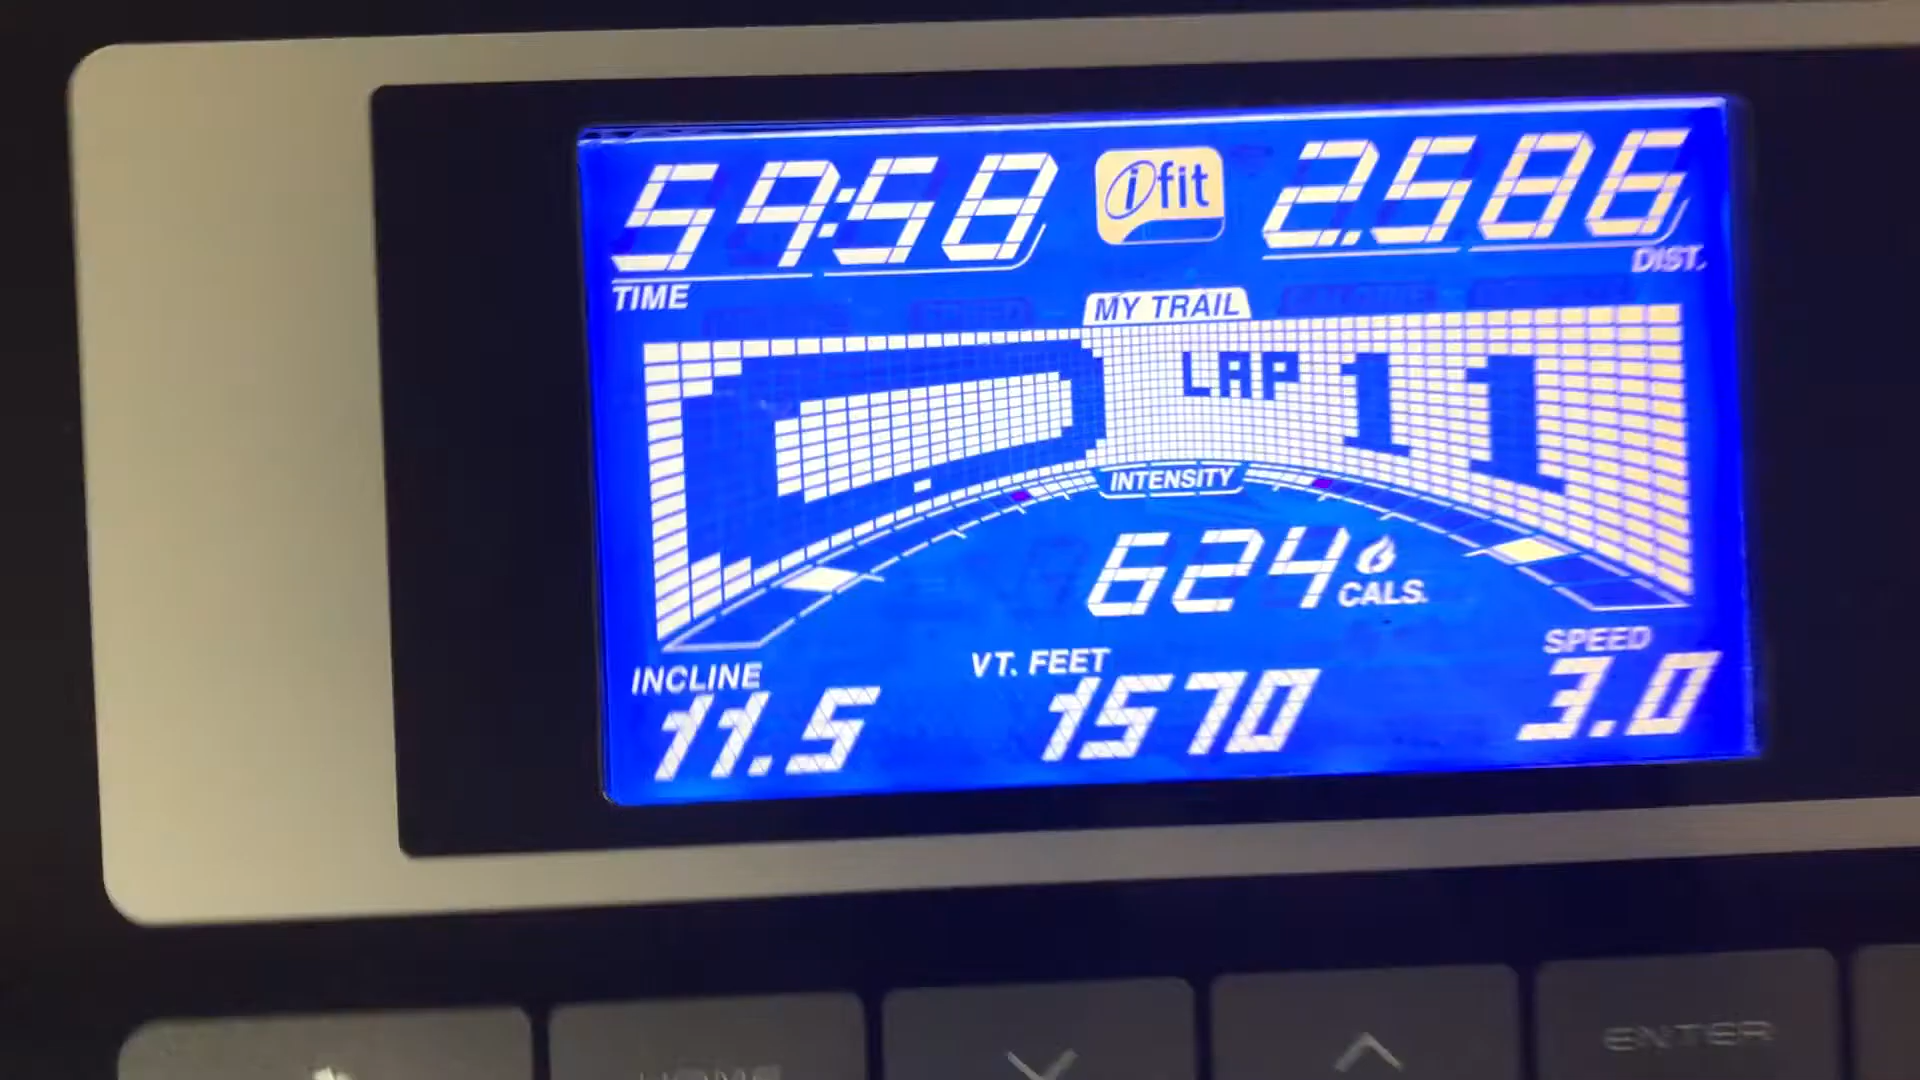 59:58 ifit 2.586
TIME DIST.
MY TRAIL
LAP 11
INTENSITY
624 CALS.
INCLINE VT. FEET SPEED
11.5 1570 3.0
HOME ENTER